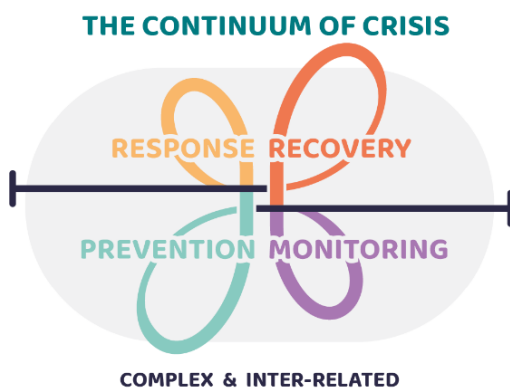 THE CONTINUUM OF CRISIS
RESPONSE RECOVERY
PREVENTION MONITORING
COMPLEX & INTER-RELATED